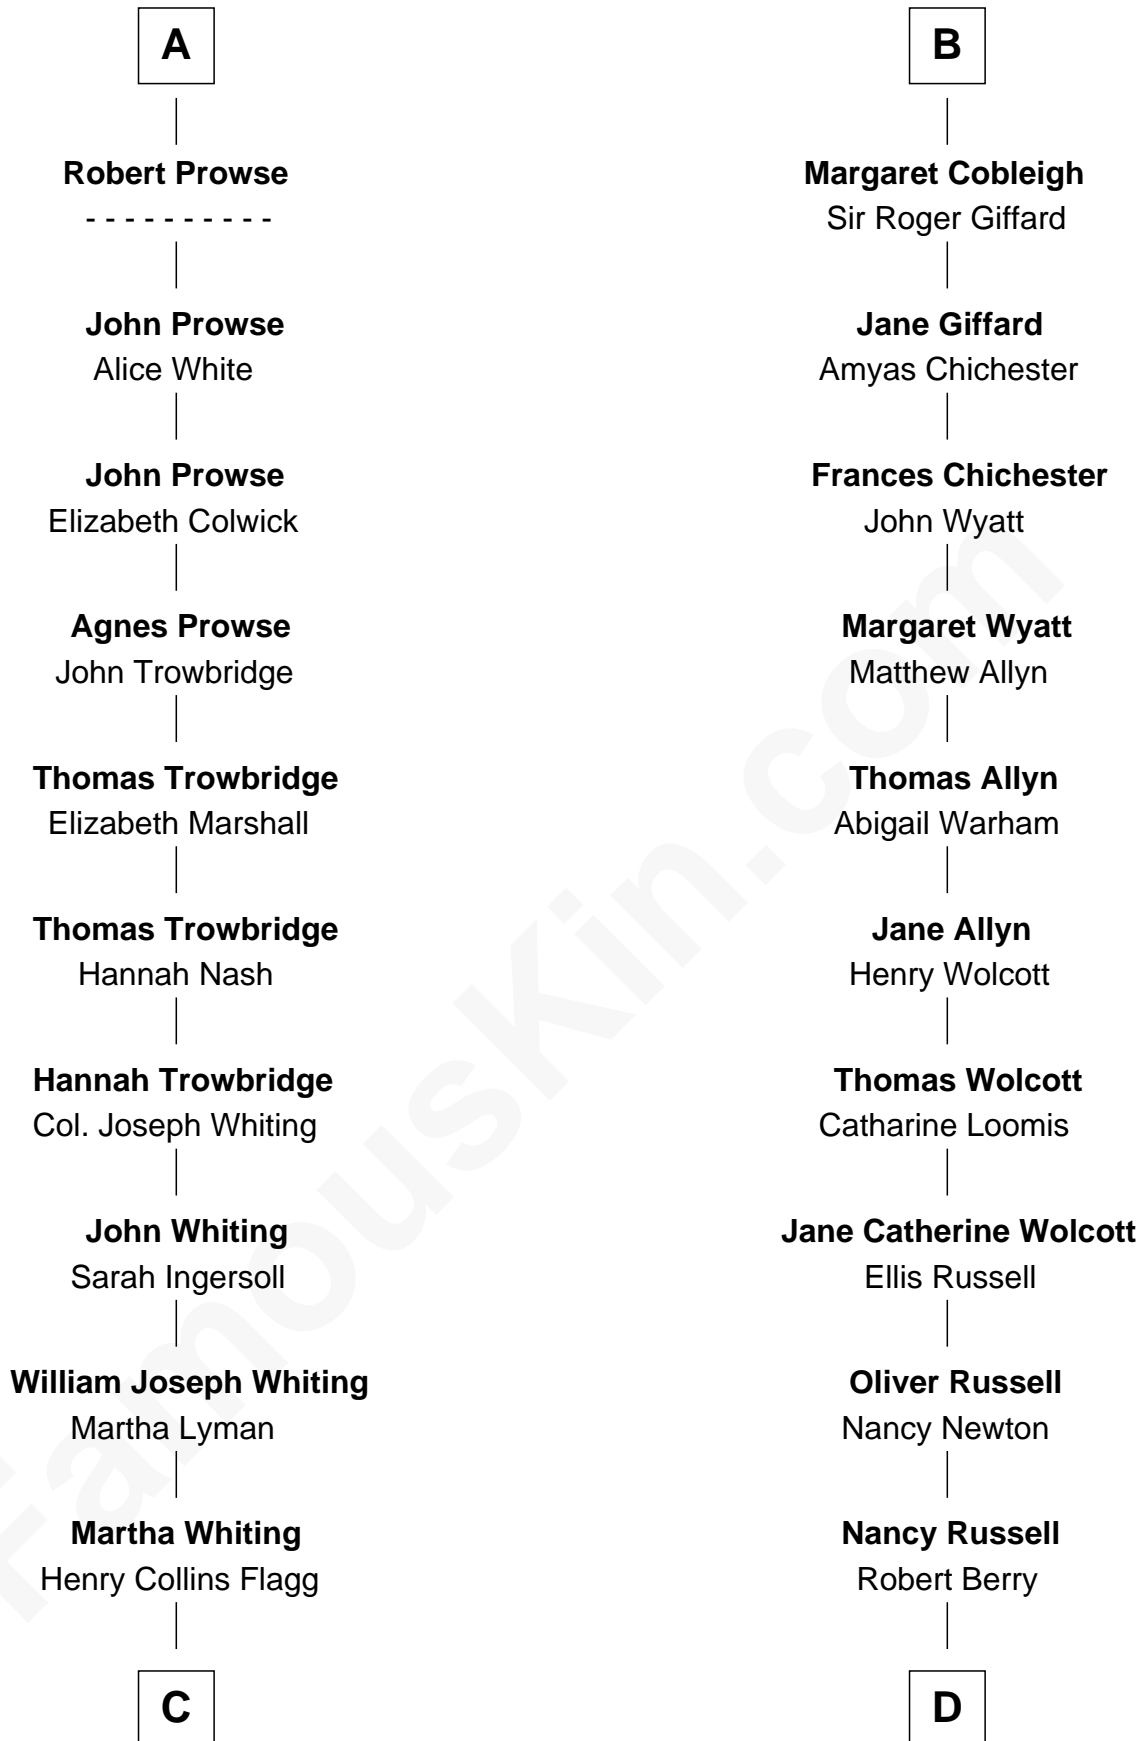 A
Robert Prowse
- - - - - - - - - -
John Prowse
Alice White
John Prowse
Elizabeth Colwick
Agnes Prowse
John Trowbridge
Thomas Trowbridge
Elizabeth Marshall
Thomas Trowbridge
Hannah Nash
Hannah Trowbridge
Col. Joseph Whiting
John Whiting
Sarah Ingersoll
William Joseph Whiting
Martha Lyman
Martha Whiting
Henry Collins Flagg
C
B
Margaret Cobleigh
Sir Roger Giffard
Jane Giffard
Amyas Chichester
Frances Chichester
John Wyatt
Margaret Wyatt
Matthew Allyn
Thomas Allyn
Abigail Warham
Jane Allyn
Henry Wolcott
Thomas Wolcott
Catharine Loomis
Jane Catherine Wolcott
Ellis Russell
Oliver Russell
Nancy Newton
Nancy Russell
Robert Berry
D
FamousKin.com